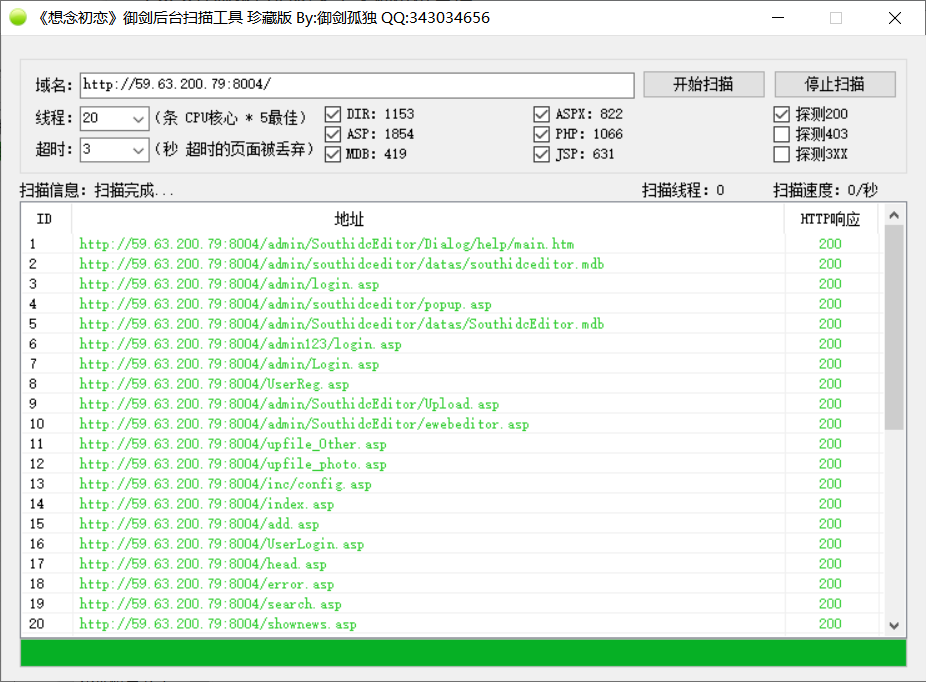 《想念初恋》御剑后台扫描工具 珍藏版 By:御剑孤独 QQ:343034656
域名: http://59.63.200.79:8004/ 开始扫描 停止扫描
线程: 20 (条 CPU核心 * 5最佳) DIR: 1153 ASPX: 822 探测200
超时: 3 (秒 超时的页面被丢弃) ASP: 1854 PHP: 1066 探测403
MDB: 419 JSP: 631 探测3XX
扫描信息: 扫描完成... 扫描线程: 0 扫描速度: 0/秒
ID 地址 HTTP响应
1 http://59.63.200.79:8004/admin/SouthidcEditor/Dialog/help/main.htm 200
2 http://59.63.200.79:8004/admin/southidceditor/datas/southidceditor.mdb 200
3 http://59.63.200.79:8004/admin/login.asp 200
4 http://59.63.200.79:8004/admin/southidceditor/popup.asp 200
5 http://59.63.200.79:8004/admin/Southidceditor/datas/SouthidcEditor.mdb 200
6 http://59.63.200.79:8004/admin123/login.asp 200
7 http://59.63.200.79:8004/admin/Login.asp 200
8 http://59.63.200.79:8004/UserReg.asp 200
9 http://59.63.200.79:8004/admin/SouthidcEditor/Upload.asp 200
10 http://59.63.200.79:8004/admin/SouthidcEditor/ewebeditor.asp 200
11 http://59.63.200.79:8004/upfile_Other.asp 200
12 http://59.63.200.79:8004/upfile_photo.asp 200
13 http://59.63.200.79:8004/inc/config.asp 200
14 http://59.63.200.79:8004/index.asp 200
15 http://59.63.200.79:8004/add.asp 200
16 http://59.63.200.79:8004/UserLogin.asp 200
17 http://59.63.200.79:8004/head.asp 200
18 http://59.63.200.79:8004/error.asp 200
19 http://59.63.200.79:8004/search.asp 200
20 http://59.63.200.79:8004/shownews.asp 200